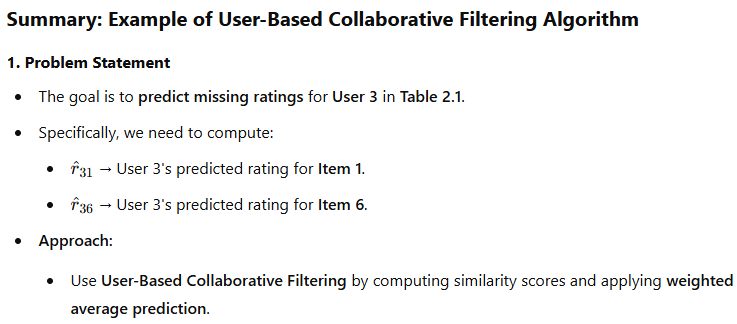 Summary: Example of User-Based Collaborative Filtering Algorithm
1. Problem Statement
• The goal is to predict missing ratings for User 3 in Table 2.1.
• Specifically, we need to compute:
• r̂₃₁ → User 3's predicted rating for Item 1.
• r̂₃₆ → User 3's predicted rating for Item 6.
• Approach:
• Use User-Based Collaborative Filtering by computing similarity scores and applying weighted
average prediction.